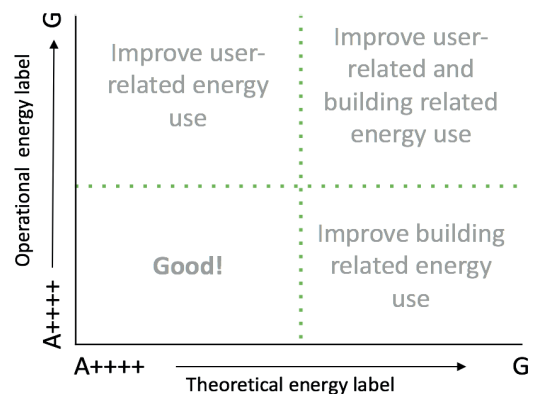 G
Operational energy label
A++++
Improve user-
related energy
use
Improve user-
related and
building related
energy use
Good!
Improve building
related energy
use
A++++
G
Theoretical energy label